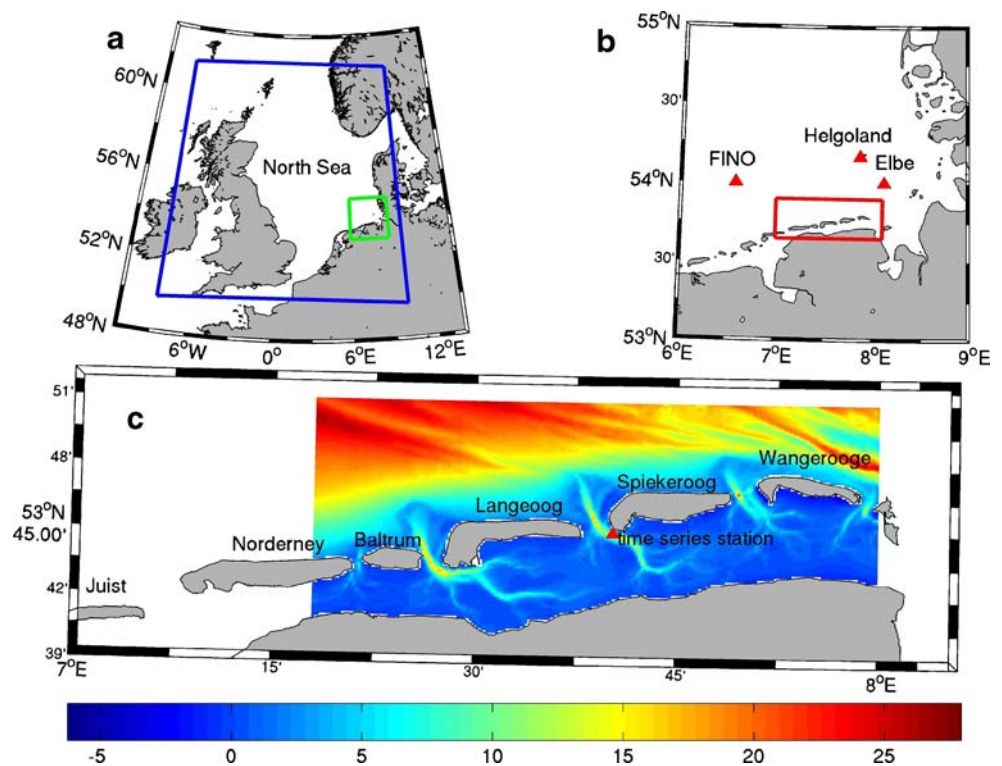 a
60°N
56°N
52°N
48°N
North Sea
6°W
0°
6°E
12°E
b
55°N
30'
54°N
30'
53°N
Helgoland
FINO
Elbe
6°E
7°E
8°E
9°E
c
51'
48'
53°N
45.00'
42'
39'
Wangerooge
Spiekeroog
Langeoog
time series station
Baltrum
Norderney
Juist
7°E
15'
30'
45'
8°E
-5
0
5
10
15
20
25